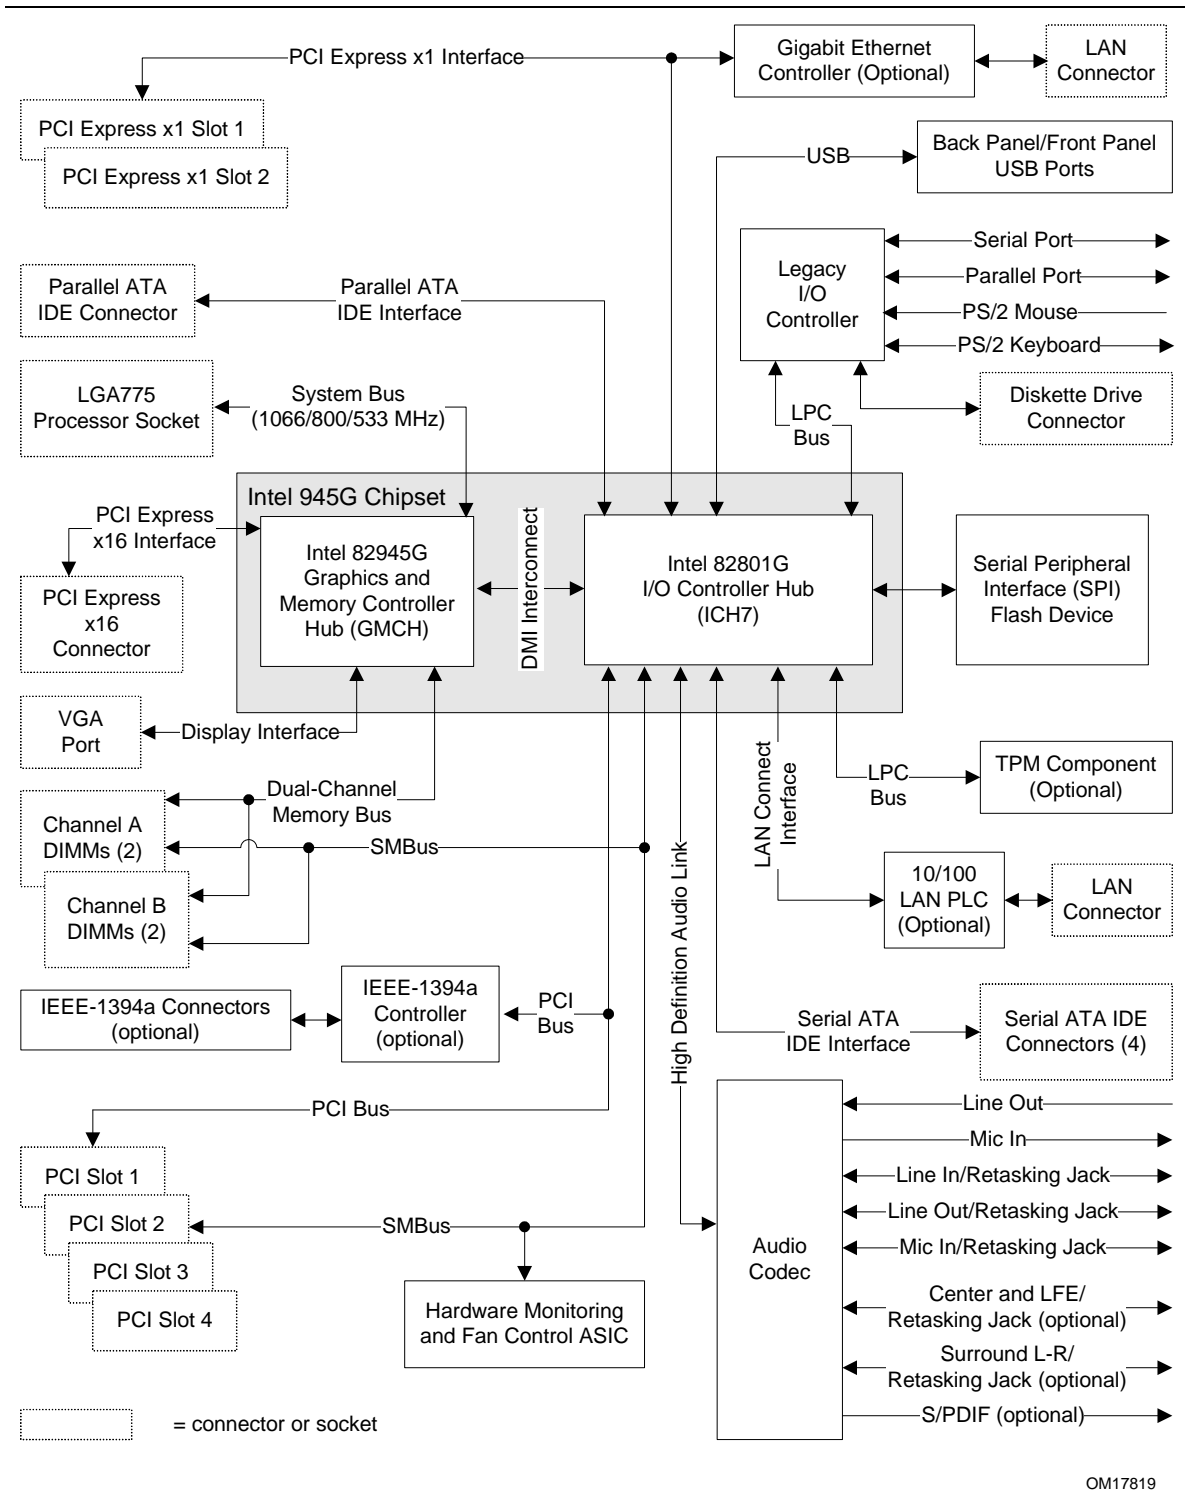 PCI Express x1 Interface
Gigabit Ethernet
Controller (Optional)
LAN
Connector
PCI Express x1 Slot 1
PCI Express x1 Slot 2
USB
Back Panel/Front Panel
USB Ports
Legacy
I/O
Controller
Serial Port
Parallel Port
PS/2 Mouse
PS/2 Keyboard
Parallel ATA
IDE Connector
Parallel ATA
IDE Interface
LGA775
Processor Socket
System Bus
(1066/800/533 MHz)
LPC
Bus
Diskette Drive
Connector
Intel 945G Chipset
PCI Express
x16 Interface
Intel 82945G
Graphics and
Memory Controller
Hub (GMCH)
DMI Interconnect
Intel 82801G
I/O Controller Hub
(ICH7)
Serial Peripheral
Interface (SPI)
Flash Device
PCI Express
x16
Connector
VGA
Port
Display Interface
Dual-Channel
Memory Bus
Channel A
DIMMs (2)
SMBus
Channel B
DIMMs (2)
LAN Connect
Interface
LPC
Bus
TPM Component
(Optional)
High Definition Audio Link
10/100
LAN PLC
(Optional)
LAN
Connector
IEEE-1394a Connectors
(optional)
IEEE-1394a
Controller
(optional)
PCI
Bus
Serial ATA
IDE Interface
Serial ATA IDE
Connectors (4)
PCI Bus
PCI Slot 1
PCI Slot 2
PCI Slot 3
PCI Slot 4
SMBus
Hardware Monitoring
and Fan Control ASIC
Audio
Codec
Line Out
Mic In
Line In/Retasking Jack
Line Out/Retasking Jack
Mic In/Retasking Jack
Center and LFE/
Retasking Jack (optional)
Surround L-R/
Retasking Jack (optional)
S/PDIF (optional)
= connector or socket
OM17819